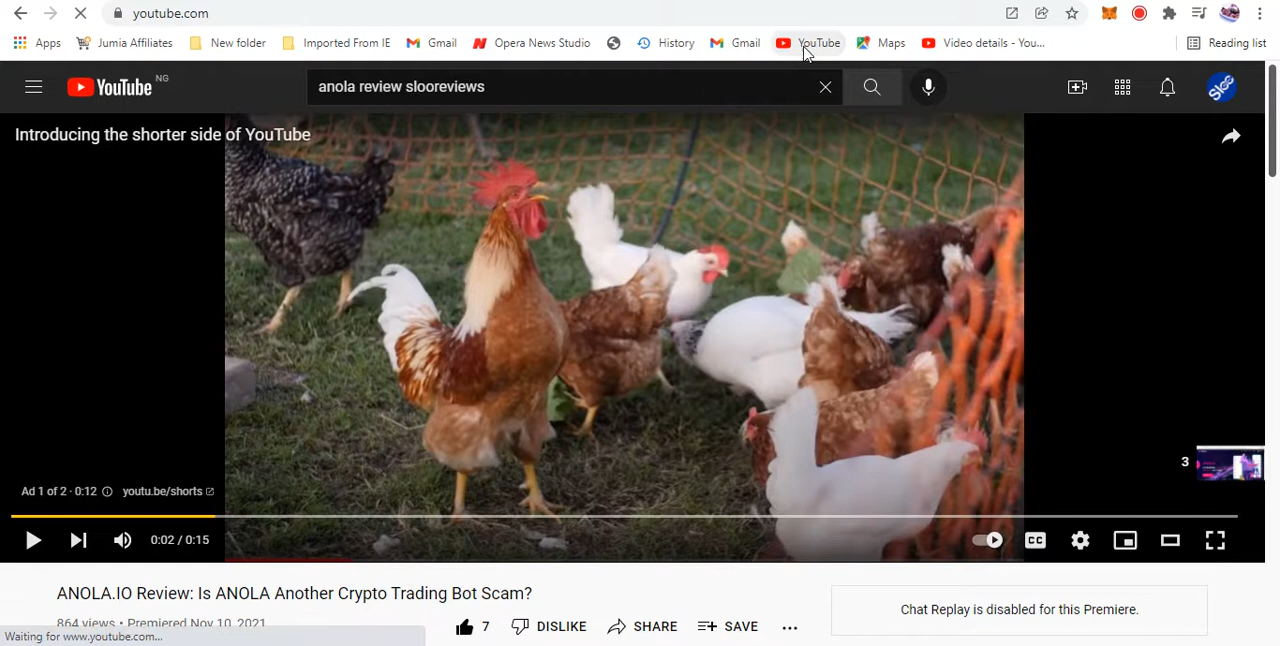 youtube.com
Apps Jumia Affiliates New folder Imported From IE Gmail Opera News Studio History Gmail YouTube Maps Video details - You... Reading list
YouTube NG anola review slooreviews Sloo
Introducing the shorter side of YouTube
3
Ad 1 of 2 · 0:12 youtu.be/shorts
0:02 / 0:15 CC
ANOLA.IO Review: Is ANOLA Another Crypto Trading Bot Scam?
Chat Replay is disabled for this Premiere.
864 views • Premiered Nov 10, 2021
7 DISLIKE SHARE SAVE
Waiting for www.youtube.com...